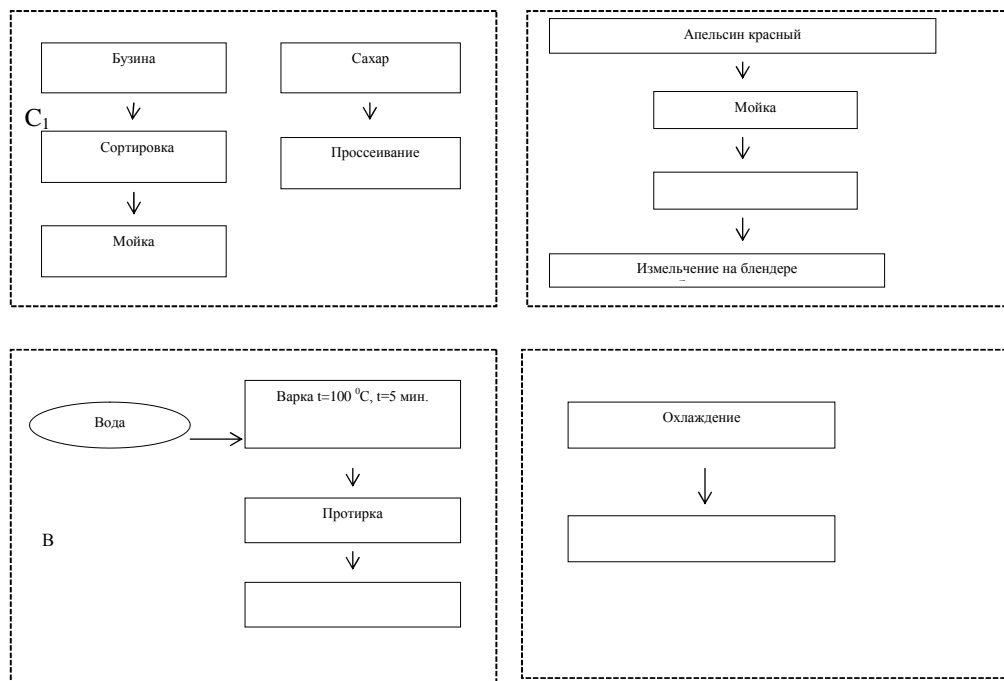 Бузина
Сахар
C₁
Сортировка
Проссеивание
Мойка
Апельсин красный
Мойка
Измельчение на блендере
Вода
Варка t=100 ⁰С, t=5 мин.
Протирка
В
Охлаждение